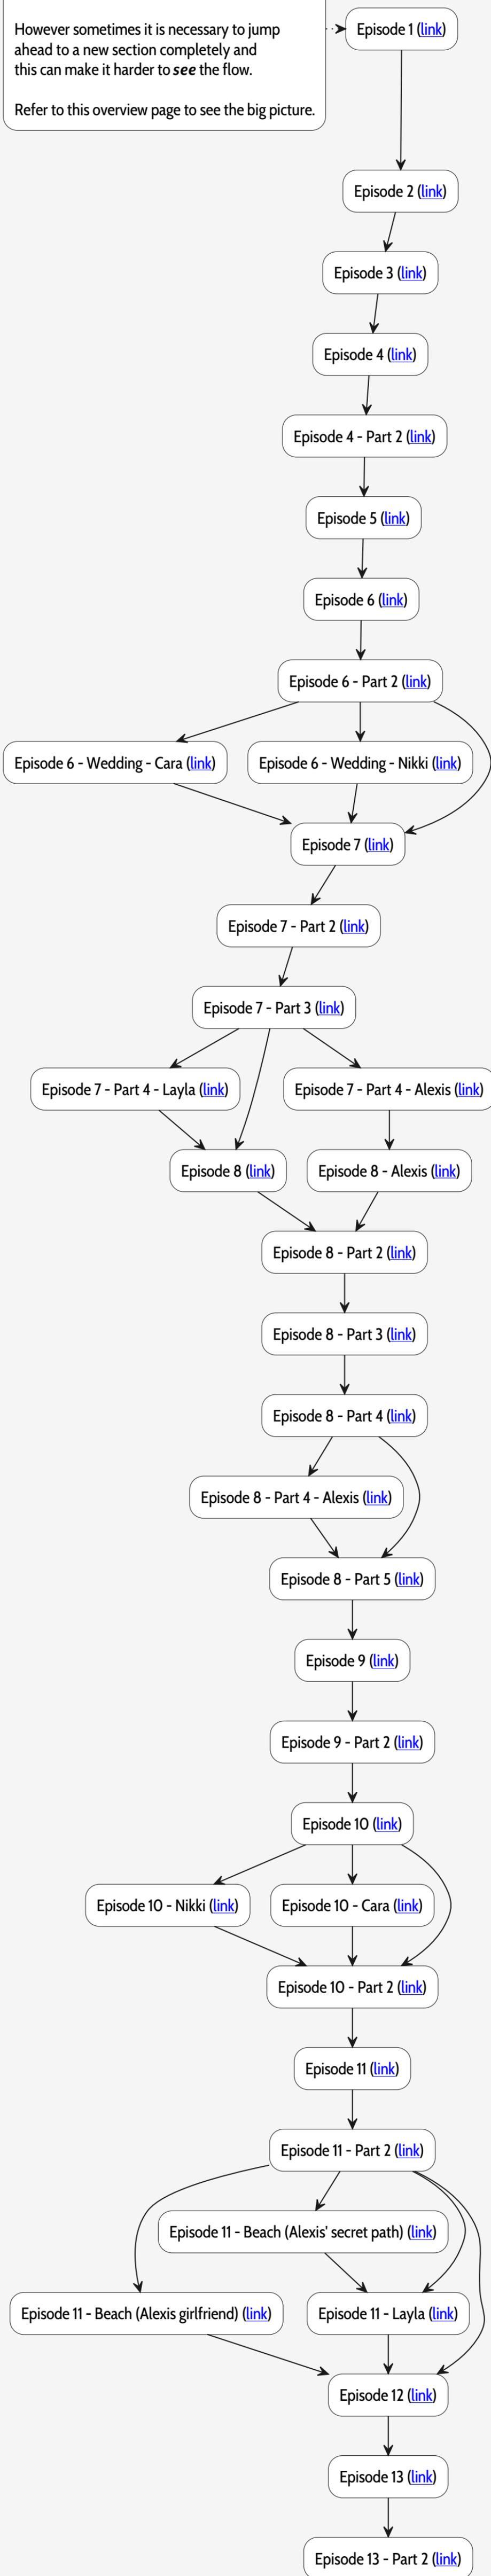 However sometimes it is necessary to jump
ahead to a new section completely and
this can make it harder to see the flow.
Refer to this overview page to see the big picture.
Episode 1 (link)
Episode 2 (link)
Episode 3 (link)
Episode 4 (link)
Episode 4 - Part 2 (link)
Episode 5 (link)
Episode 6 (link)
Episode 6 - Part 2 (link)
Episode 6 - Wedding - Cara (link)
Episode 6 - Wedding - Nikki (link)
Episode 7 (link)
Episode 7 - Part 2 (link)
Episode 7 - Part 3 (link)
Episode 7 - Part 4 - Layla (link)
Episode 7 - Part 4 - Alexis (link)
Episode 8 (link)
Episode 8 - Alexis (link)
Episode 8 - Part 2 (link)
Episode 8 - Part 3 (link)
Episode 8 - Part 4 (link)
Episode 8 - Part 4 - Alexis (link)
Episode 8 - Part 5 (link)
Episode 9 (link)
Episode 9 - Part 2 (link)
Episode 10 (link)
Episode 10 - Nikki (link)
Episode 10 - Cara (link)
Episode 10 - Part 2 (link)
Episode 11 (link)
Episode 11 - Part 2 (link)
Episode 11 - Beach (Alexis' secret path) (link)
Episode 11 - Beach (Alexis girlfriend) (link)
Episode 11 - Layla (link)
Episode 12 (link)
Episode 13 (link)
Episode 13 - Part 2 (link)